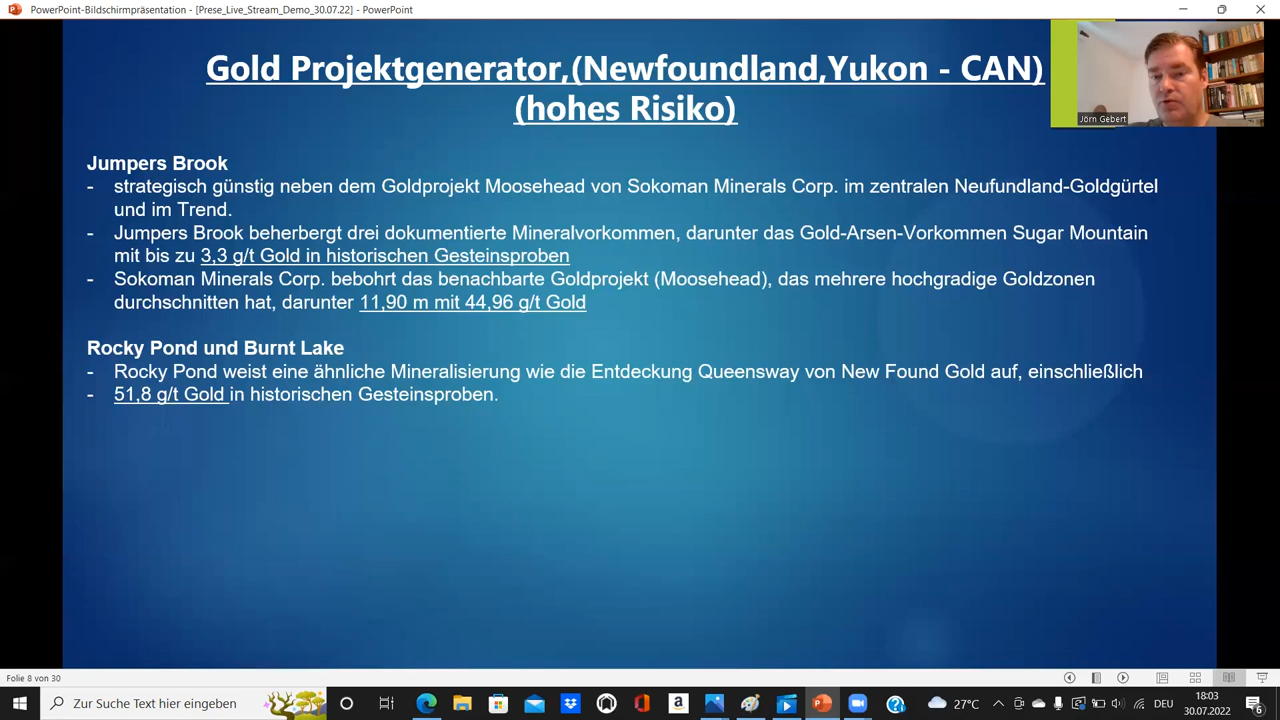 PowerPoint-Bildschirmpräsentation - [Prese_Live_Stream_Demo_30.07.22] - PowerPoint
Gold Projektgenerator,(Newfoundland,Yukon - CAN)
(hohes Risiko)
Jörn Gebert
Jumpers Brook
- strategisch günstig neben dem Goldprojekt Moosehead von Sokoman Minerals Corp. im zentralen Neufundland-Goldgürtel
und im Trend.
- Jumpers Brook beherbergt drei dokumentierte Mineralvorkommen, darunter das Gold-Arsen-Vorkommen Sugar Mountain
mit bis zu 3,3 g/t Gold in historischen Gesteinsproben
- Sokoman Minerals Corp. bebohrt das benachbarte Goldprojekt (Moosehead), das mehrere hochgradige Goldzonen
durchschnitten hat, darunter 11,90 m mit 44,96 g/t Gold
Rocky Pond und Burnt Lake
- Rocky Pond weist eine ähnliche Mineralisierung wie die Entdeckung Queensway von New Found Gold auf, einschließlich
- 51,8 g/t Gold in historischen Gesteinsproben.
Folie 8 von 30
Zur Suche Text hier eingeben
27°C
DEU
18:03
30.07.2022
6